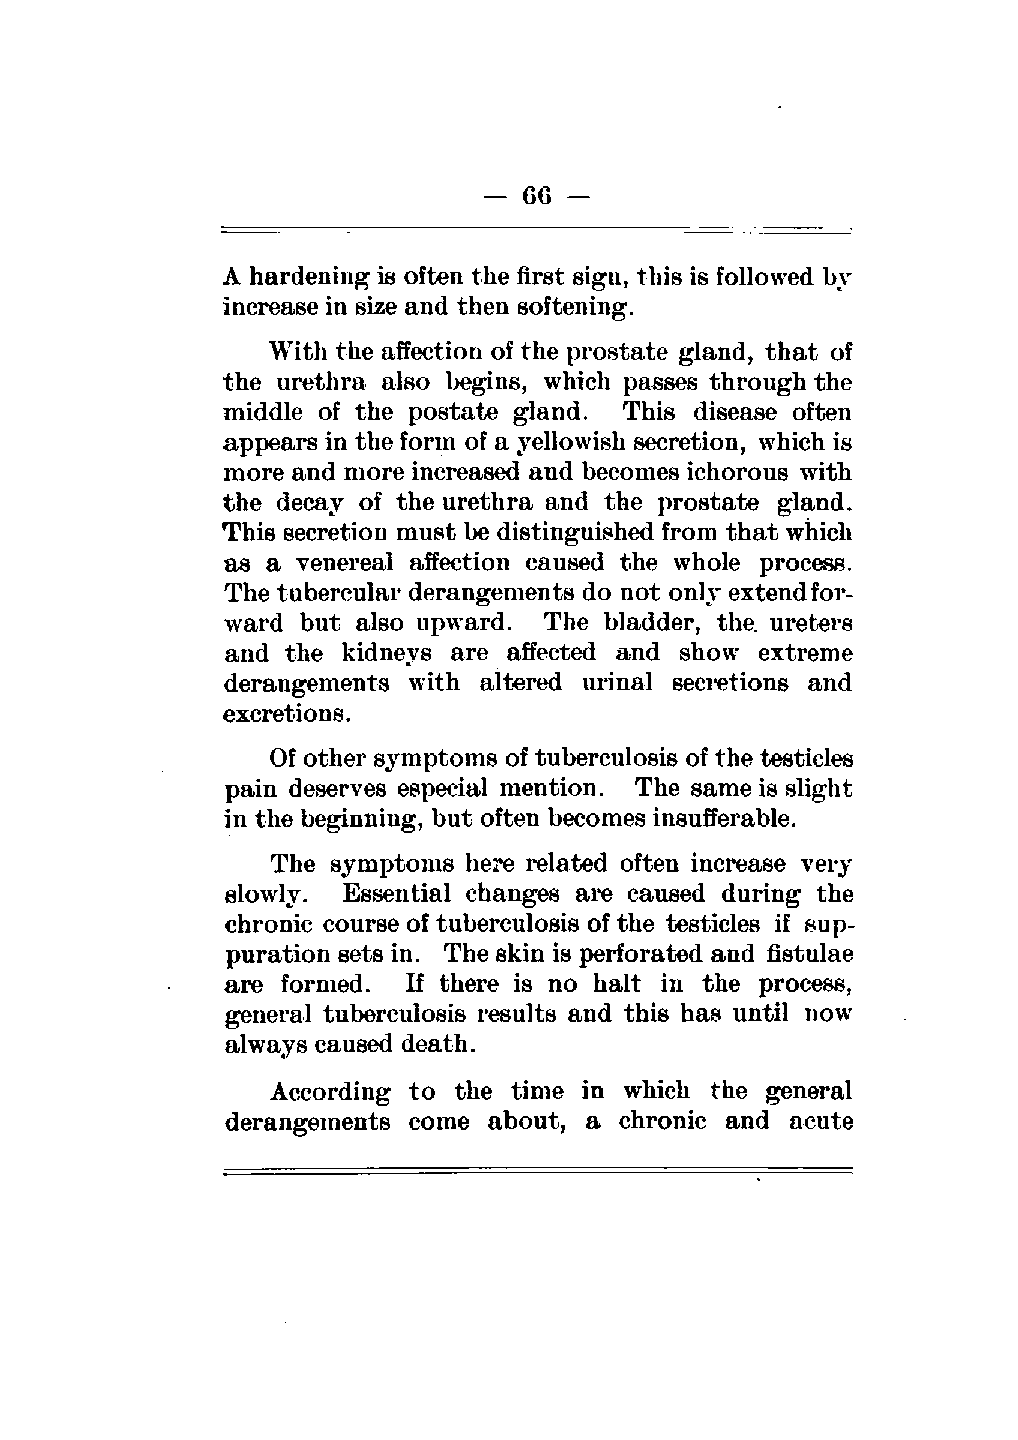 — 66 —
A hardening is often the first sign, this is followed by
increase in size and then softening.
With the affection of the prostate gland, that of
the urethra also begins, which passes through the
middle of the postate gland. This disease often
appears in the form of a yellowish secretion, which is
more and more increased and becomes ichorous with
the decay of the urethra and the prostate gland.
This secretion must be distinguished from that which
as a venereal affection caused the whole process.
The tubercular derangements do not only extend for-
ward but also upward. The bladder, the ureters
and the kidneys are affected and show extreme
derangements with altered urinal secretions and
excretions.
Of other symptoms of tuberculosis of the testicles
pain deserves especial mention. The same is slight
in the beginning, but often becomes insufferable.
The symptoms here related often increase very
slowly. Essential changes are caused during the
chronic course of tuberculosis of the testicles if sup-
puration sets in. The skin is perforated and fistulae
are formed. If there is no halt in the process,
general tuberculosis results and this has until now
always caused death.
According to the time in which the general
derangements come about, a chronic and acute